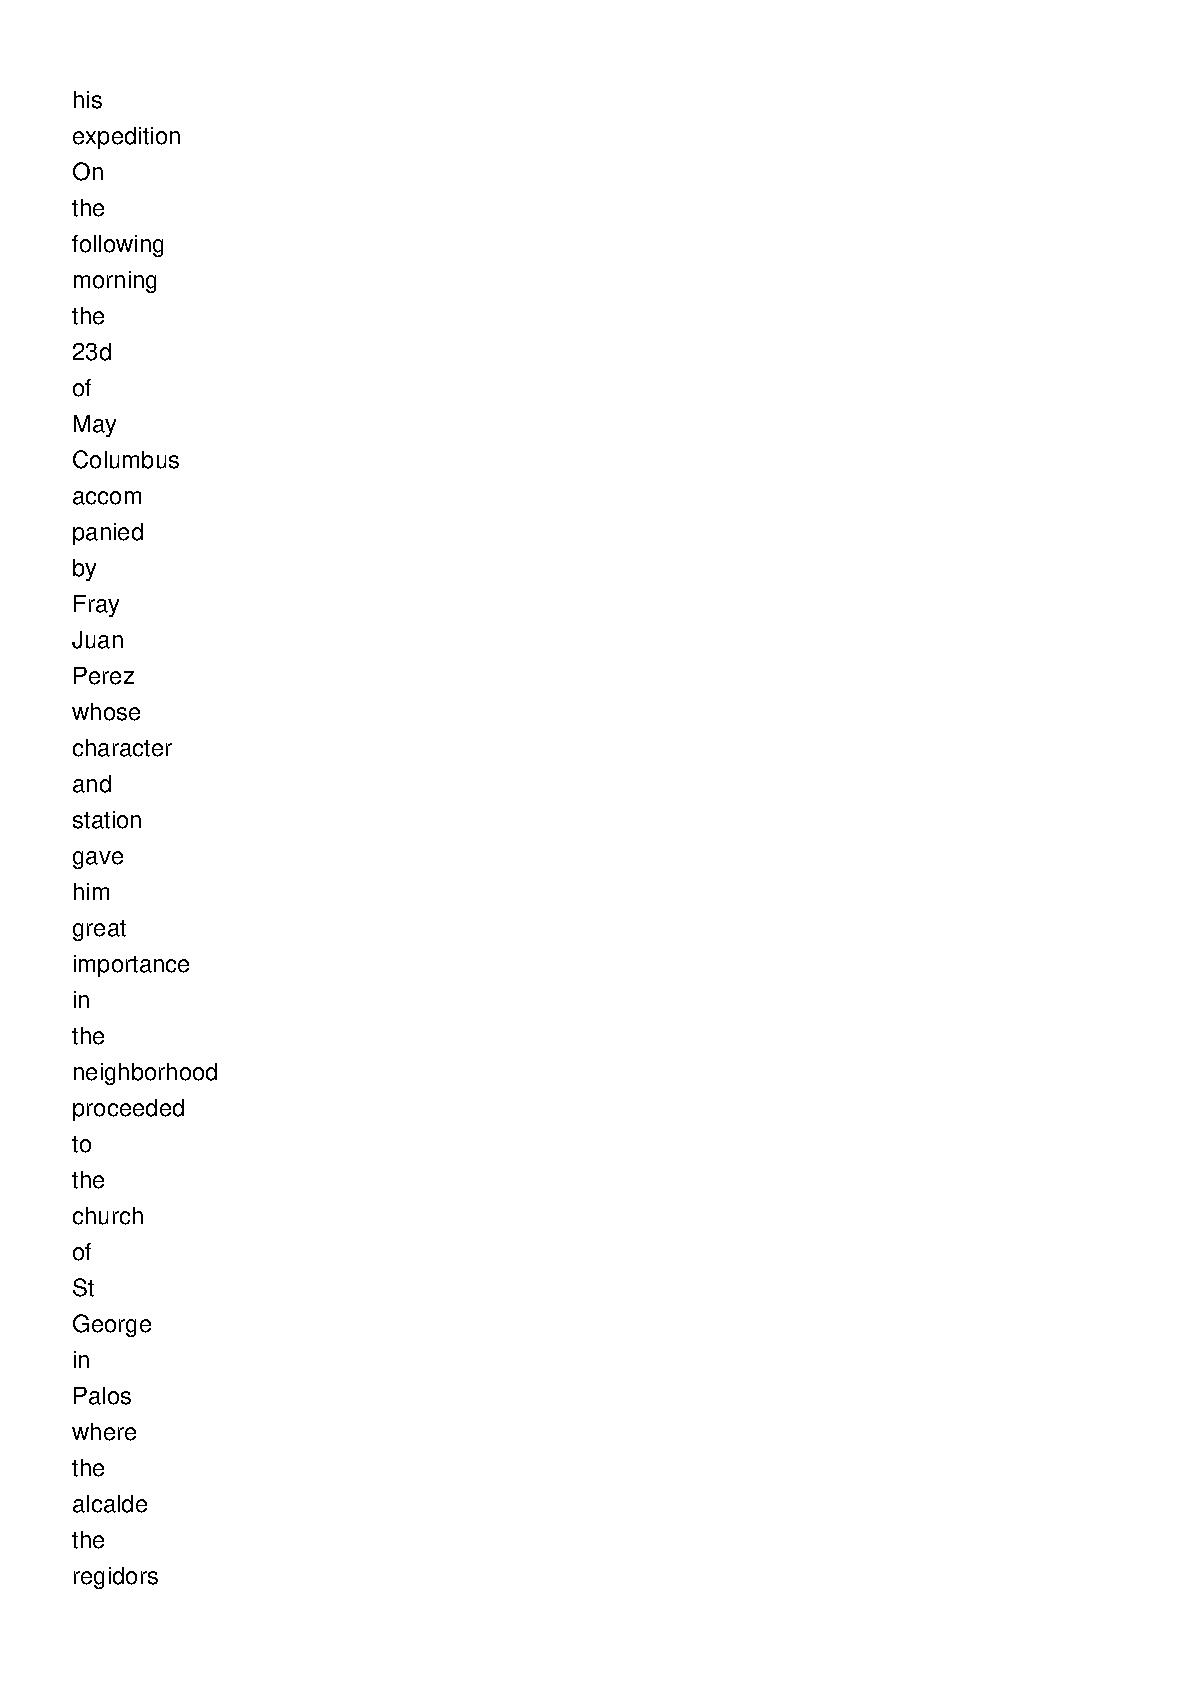 his
expedition
On
the
following
morning
the
23d
of
May
Columbus
accom
panied
by
Fray
Juan
Perez
whose
character
and
station
gave
him
great
importance
in
the
neighborhood
proceeded
to
the
church
of
St
George
in
Palos
where
the
alcalde
the
regidors